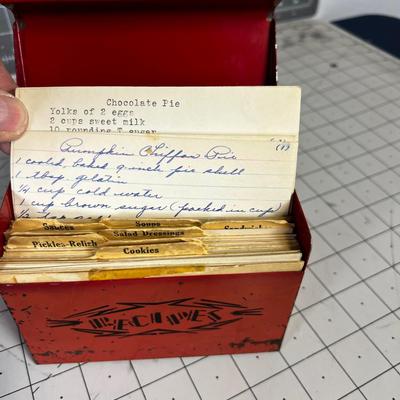 Chocolate Pie
Yolks of 2 eggs
2 cups sweet milk
10 rounding T sugar
Pumpkin Chiffon Pie
1 cooled baked 9-inch pie shell
1 tbsp. gelatin
1/4 cup cold water
1 cup brown sugar (packed in cup)
Sauces
Soups
Sandwich
Salad Dressings
Pickles-Relish
Cookies
RECIPES